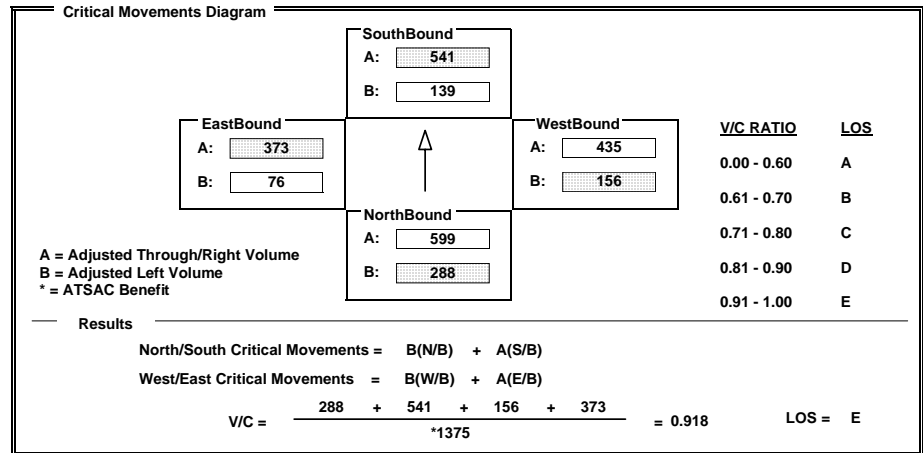 Critical Movements Diagram
SouthBound
A: 541
B: 139
EastBound
A: 373
B: 76
WestBound
A: 435
B: 156
NorthBound
A: 599
B: 288
V/C RATIO LOS
0.00 - 0.60 A
0.61 - 0.70 B
0.71 - 0.80 C
0.81 - 0.90 D
0.91 - 1.00 E
A = Adjusted Through/Right Volume
B = Adjusted Left Volume
* = ATSAC Benefit
Results
North/South Critical Movements = B(N/B) + A(S/B)
West/East Critical Movements = B(W/B) + A(E/B)
288 + 541 + 156 + 373
V/C = = 0.918 LOS = E
*1375